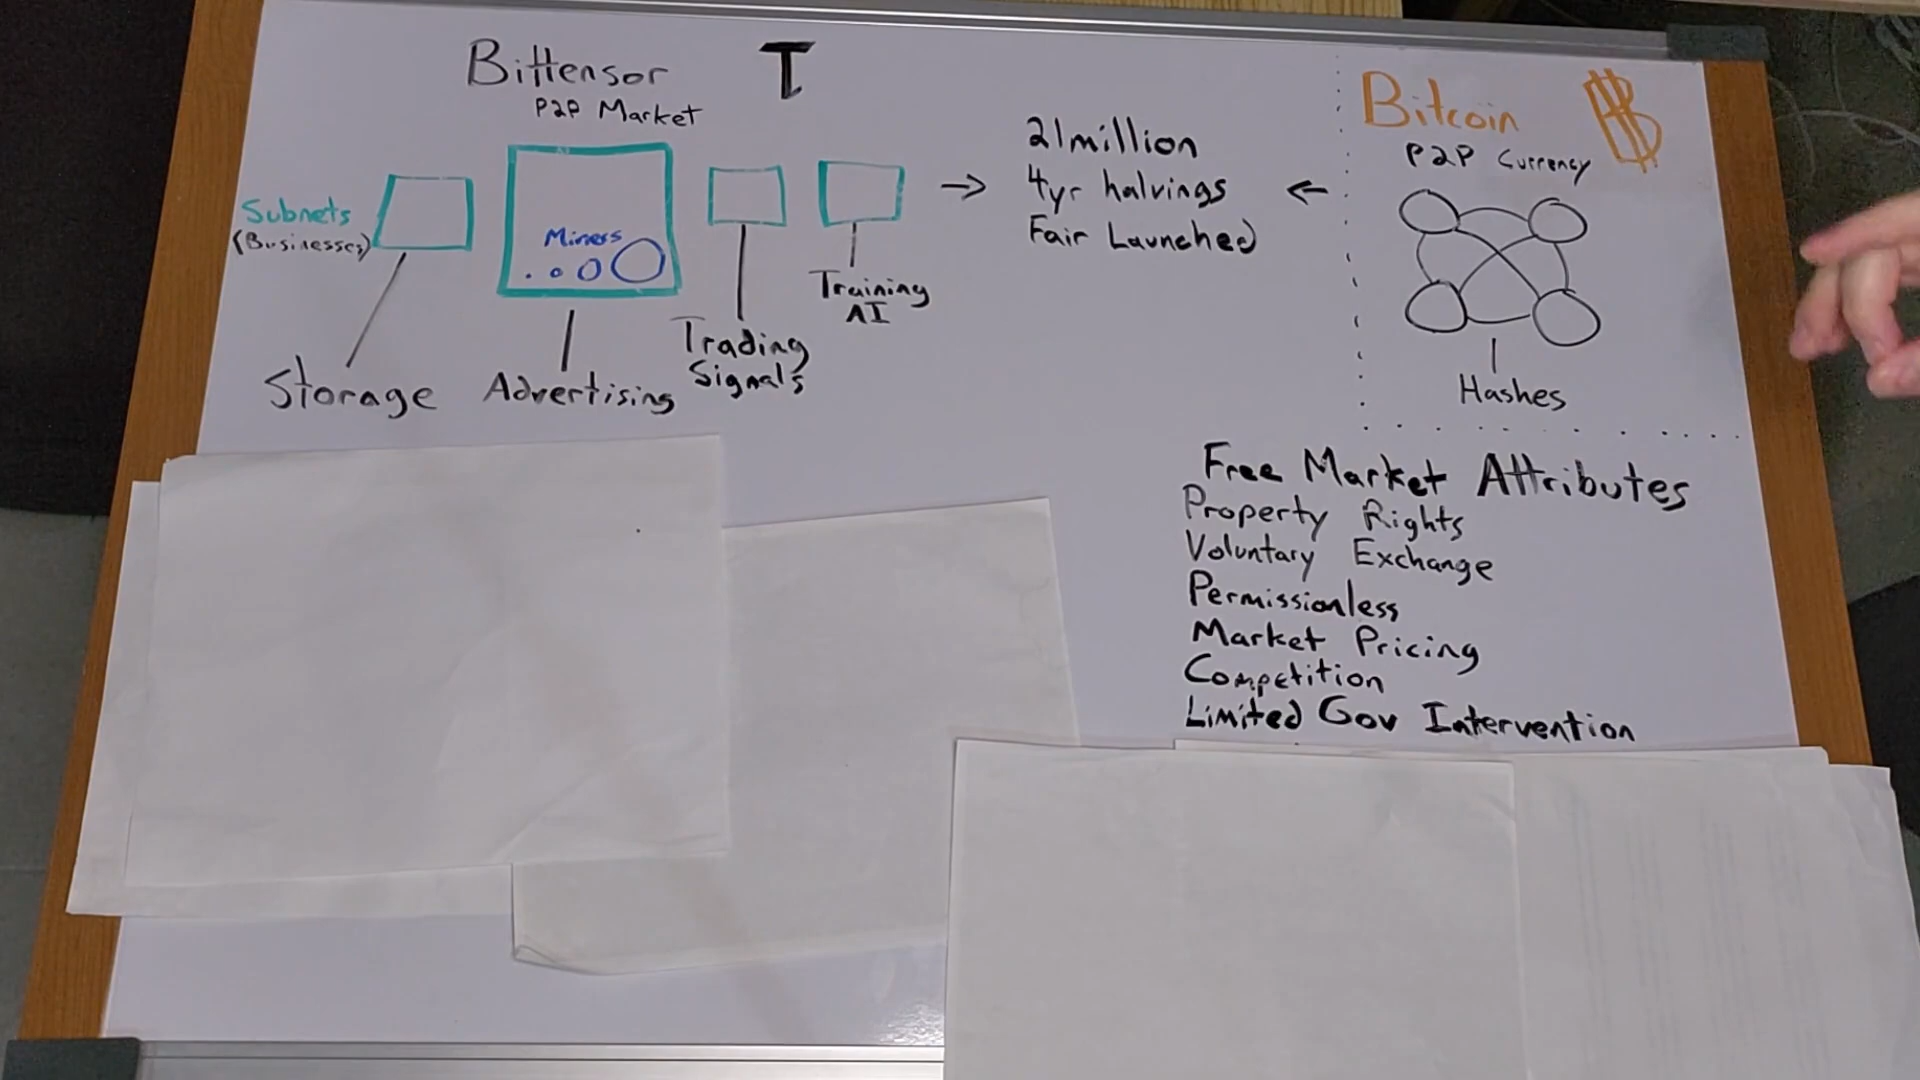 Bittensor T
P2P Market
Subnets
(Businesses)
Miners
Storage
Advertising
Trading
Signals
Training
AI
21million
4yr halvings
Fair Launched
Bitcoin
P2P Currency
Hashes
Free Market Attributes
Property Rights
Voluntary Exchange
Permissionless
Market Pricing
Competition
Limited Gov Intervention